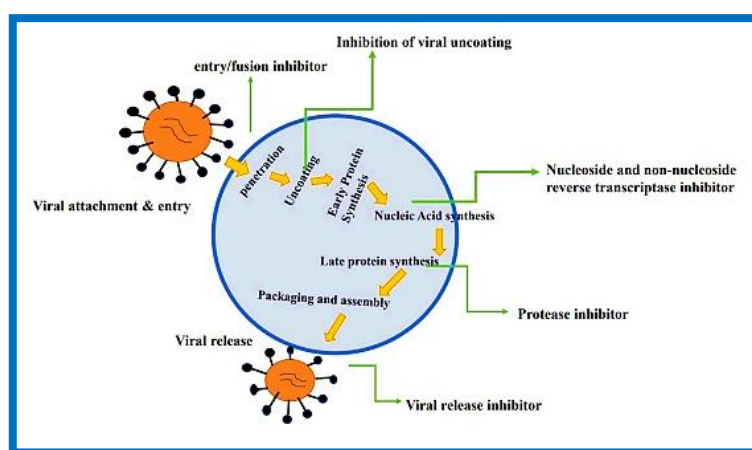 Inhibition of viral uncoating
entry/fusion inhibitor
penetration
Uncoating
Early Protein
Synthesis
Nucleoside and non-nucleoside
reverse transcriptase inhibitor
Viral attachment & entry
Nucleic Acid synthesis
Late protein synthesis
Packaging and assembly
Protease inhibitor
Viral release
Viral release inhibitor